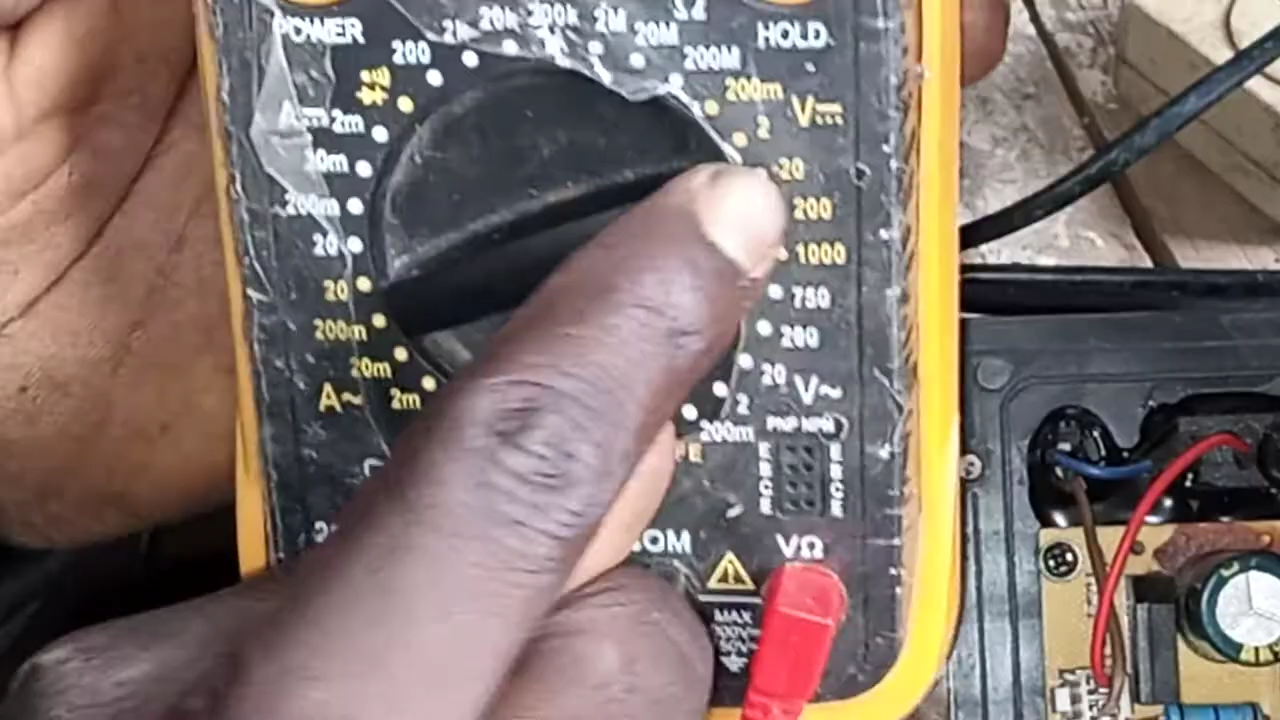 POWER
HOLD
2k 20k 200k 2M 20M Ω
200 200M
200m
V⎓
2
20
200
1000
750
200
20
V~
2
200m
A⎓ 2m
20m
200m
20
20
200m
20m
A~ 2m
PNP NPN
E E
B B
C C
E E
COM VΩ
MAX